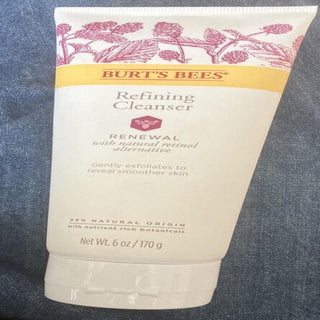 BURT'S BEES®
Refining
Cleanser
RENEWAL
with natural retinol
alternative
Gently exfoliates to
reveal smoother skin
NATURAL ORIGIN
with nutrient rich botanicals
Net Wt. 6 oz / 170 g